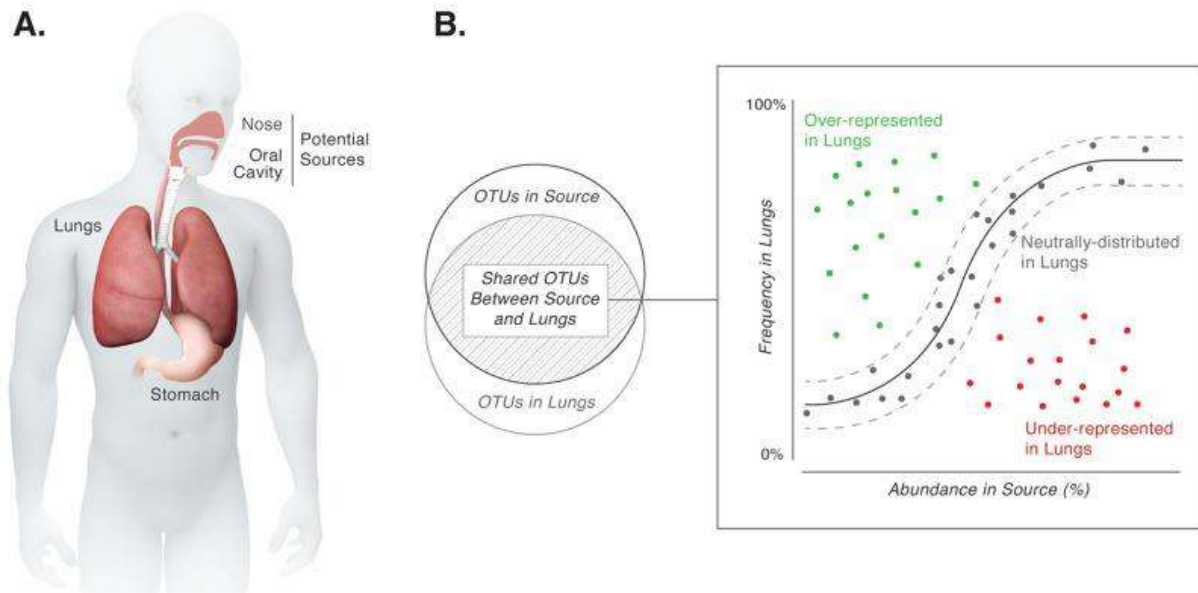 A.
Nose
Oral
Cavity
Potential
Sources
Lungs
Stomach
B.
OTUs in Source
Shared OTUs
Between Source
and Lungs
OTUs in Lungs
100%
Frequency in Lungs
0%
Over-represented
in Lungs
Neutrally-distributed
in Lungs
Under-represented
in Lungs
Abundance in Source (%)